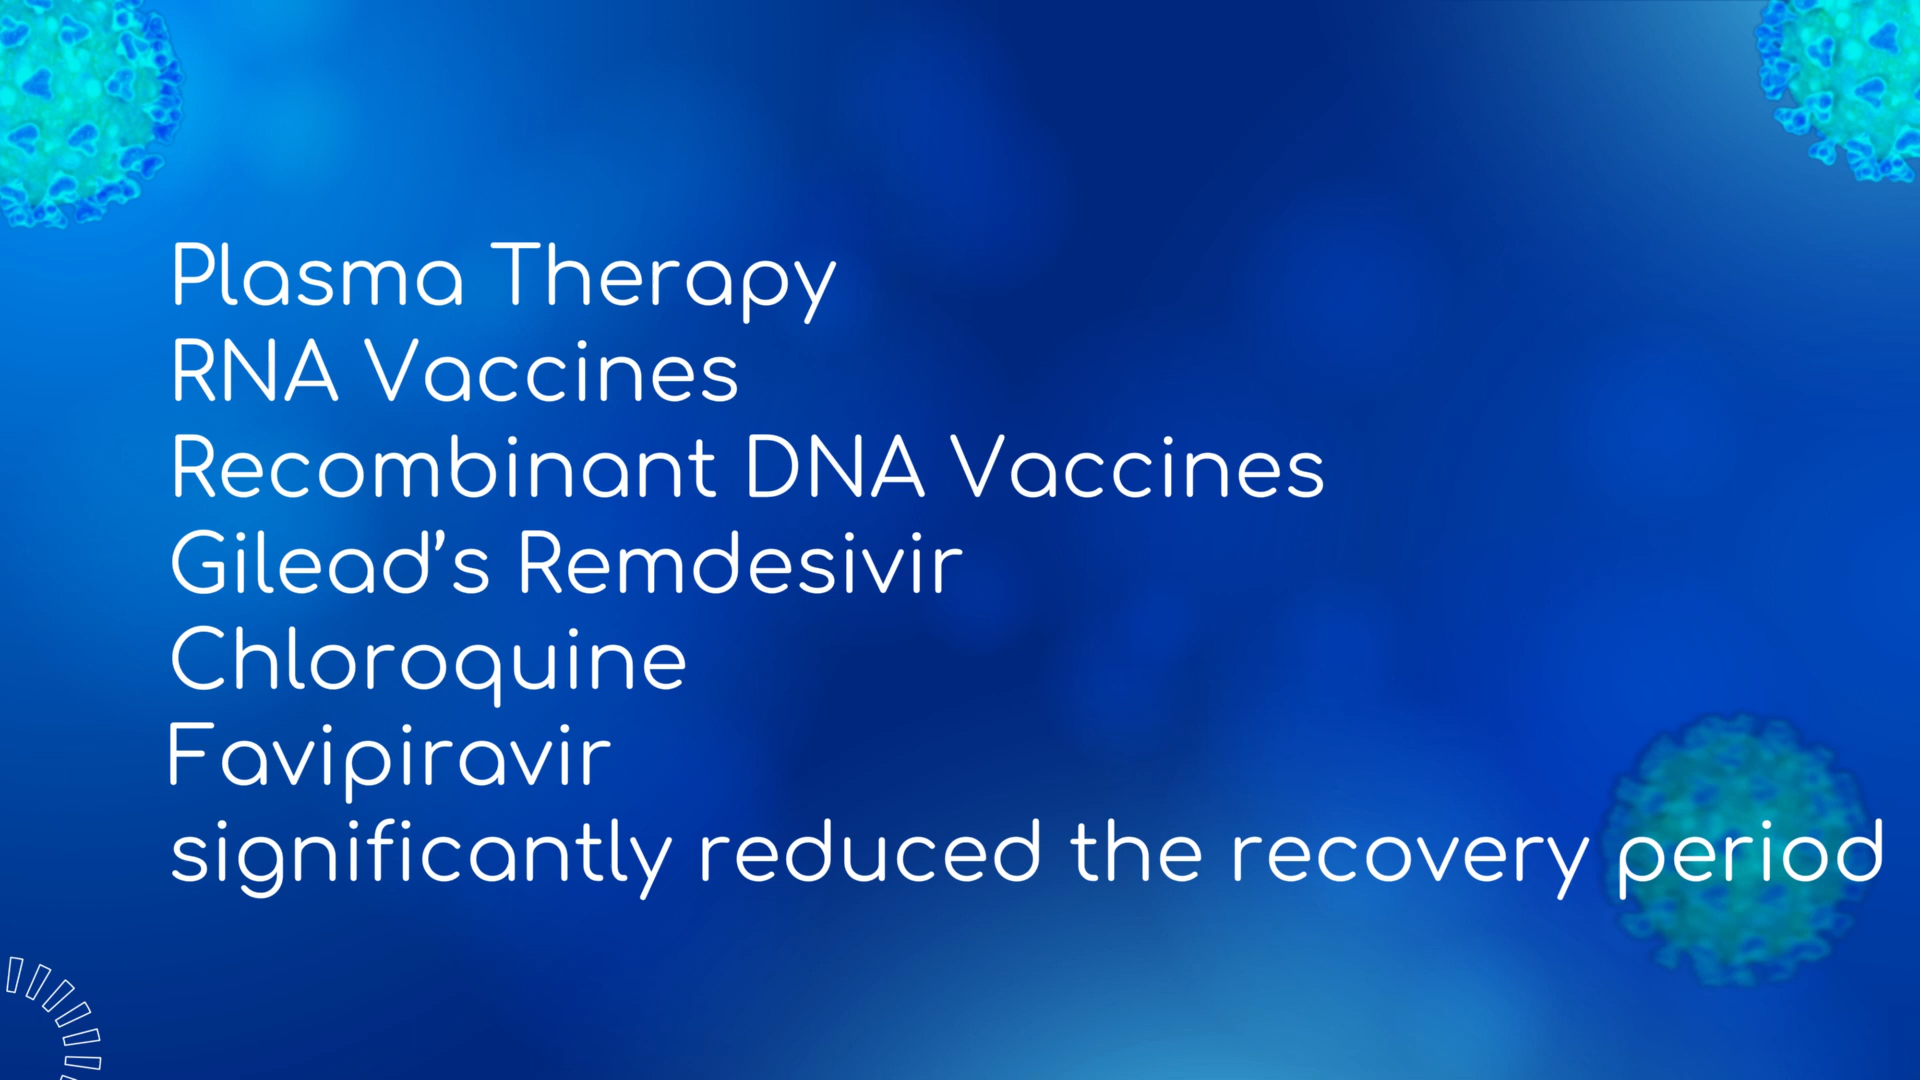 Plasma Therapy
RNA Vaccines
Recombinant DNA Vaccines
Gilead’s Remdesivir
Chloroquine
Favipiravir
significantly reduced the recovery period